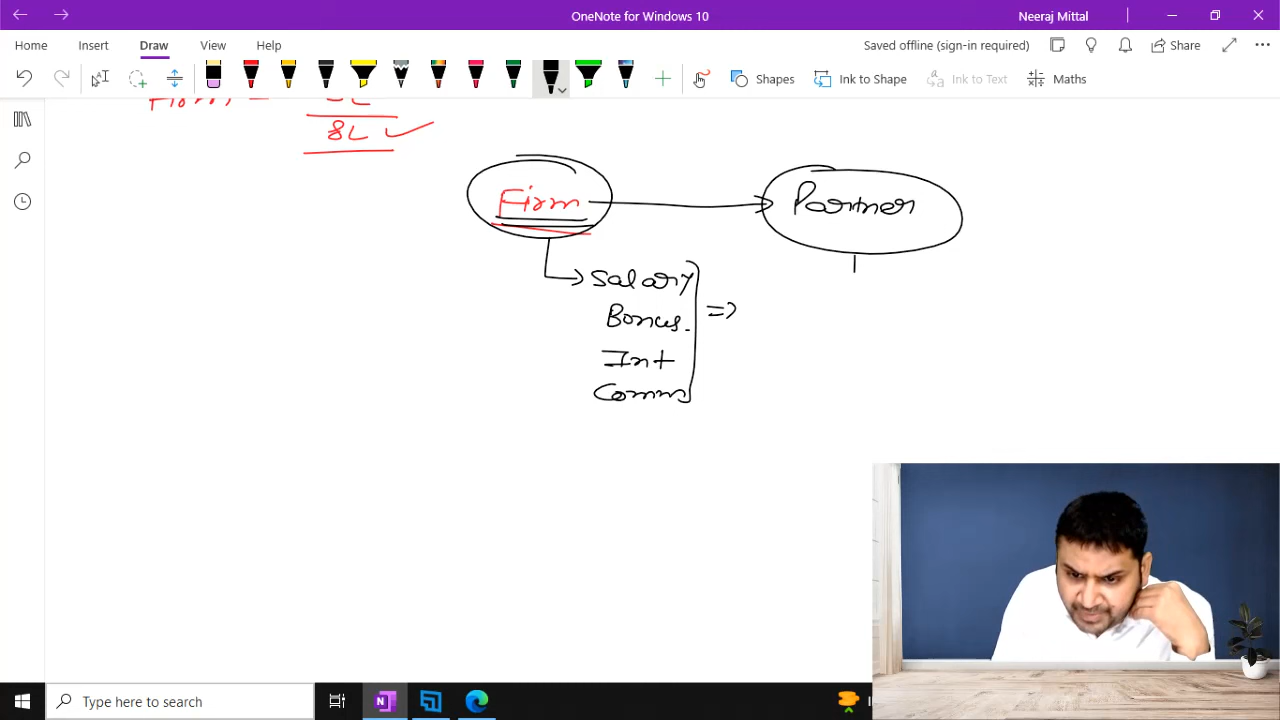 OneNote for Windows 10
Neeraj Mittal
Home Insert Draw View Help
Saved offline (sign-in required)
Share
Shapes
Ink to Shape
Ink to Text
Maths
8L
Firm
Partner
Salary
Bonus
Int
Comm
=>
Type here to search